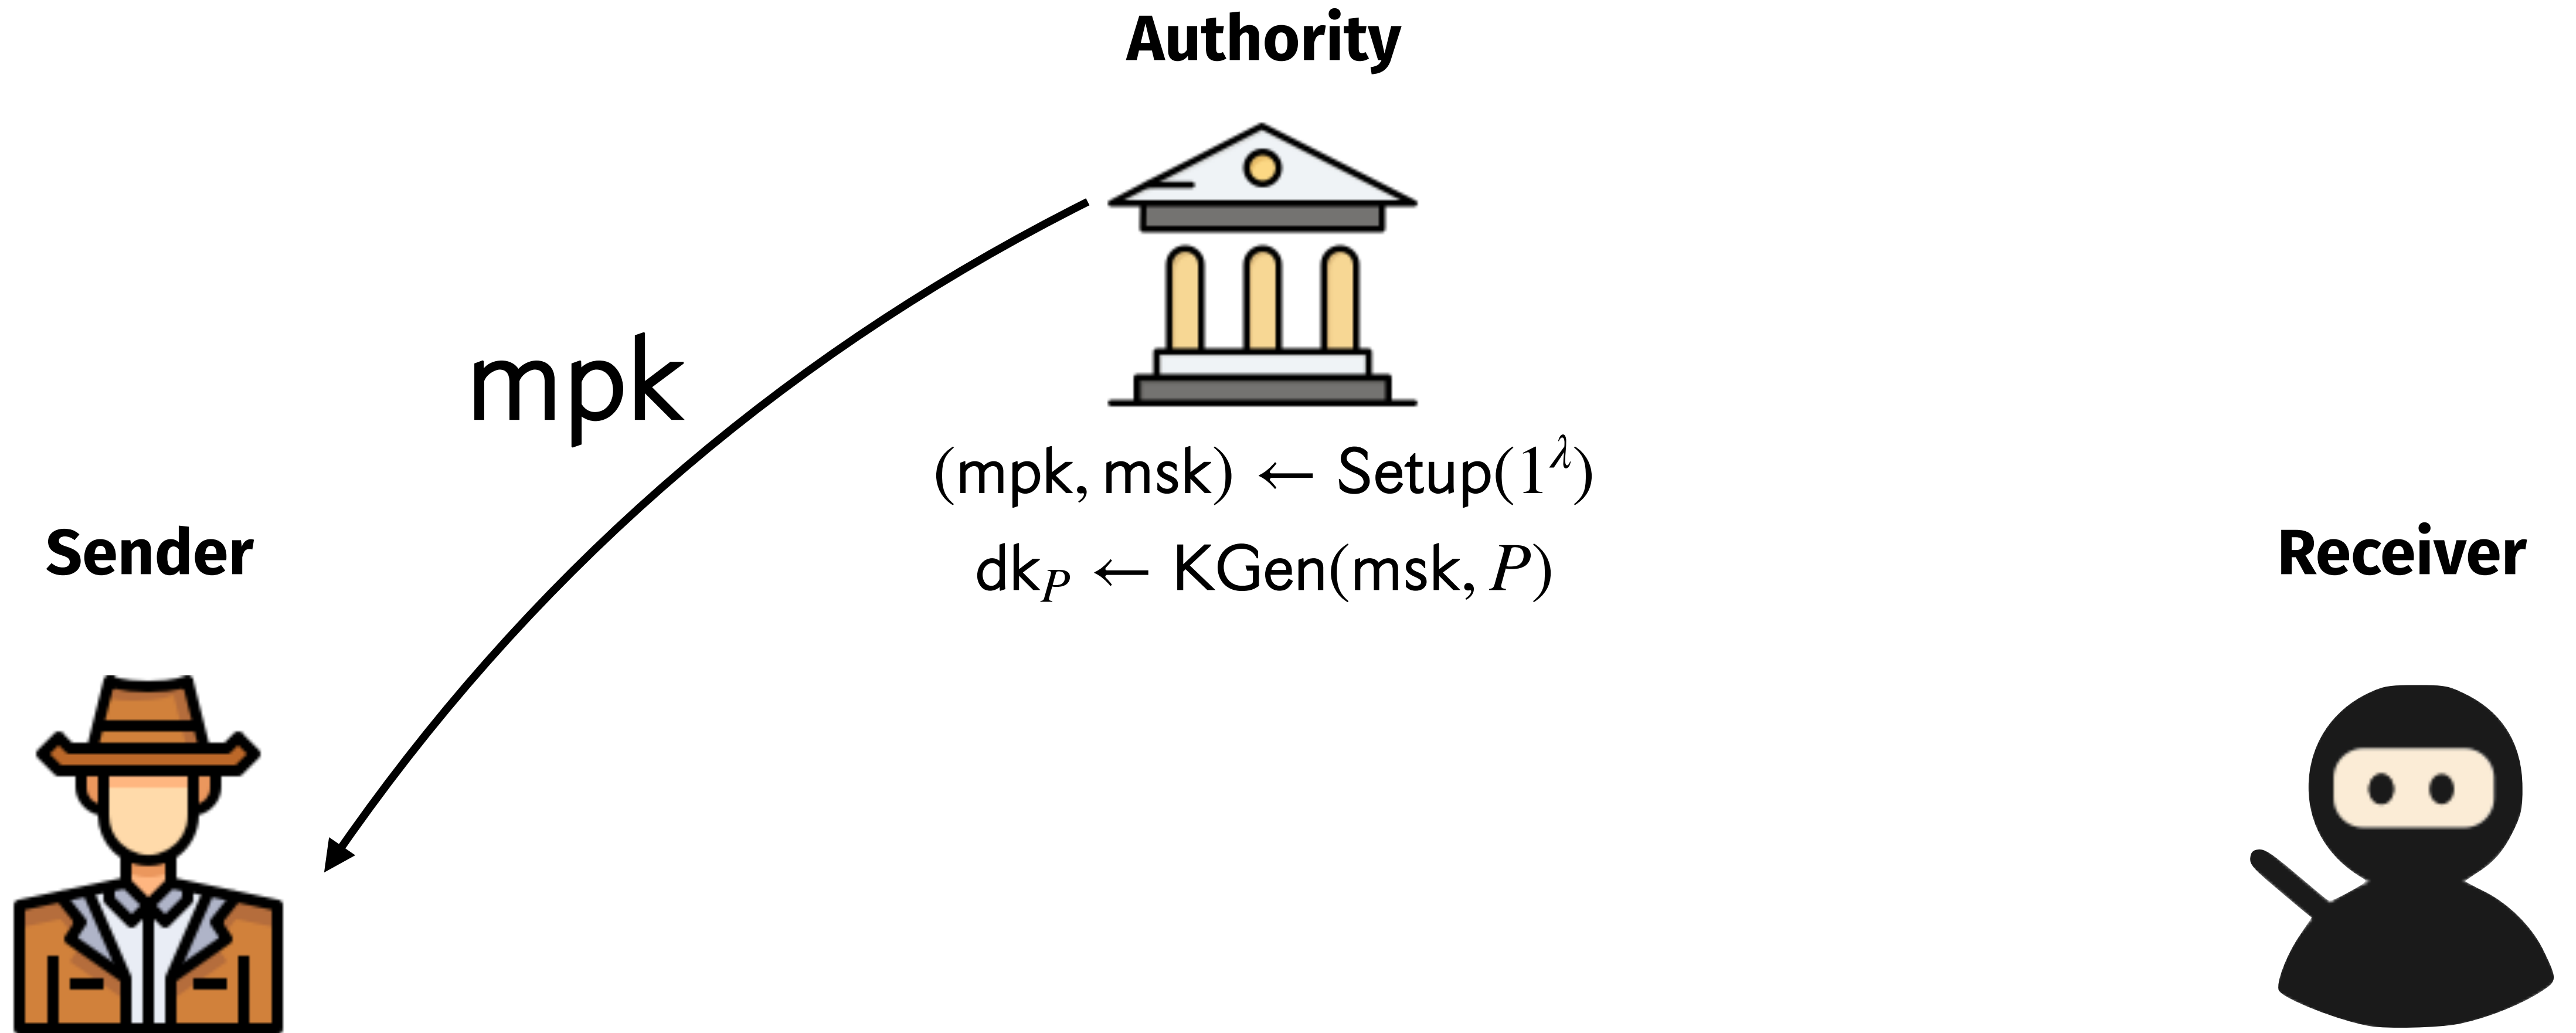 Authority
mpk
(mpk, msk) ← Setup(1^λ)
Sender
dk_P ← KGen(msk, P)
Receiver